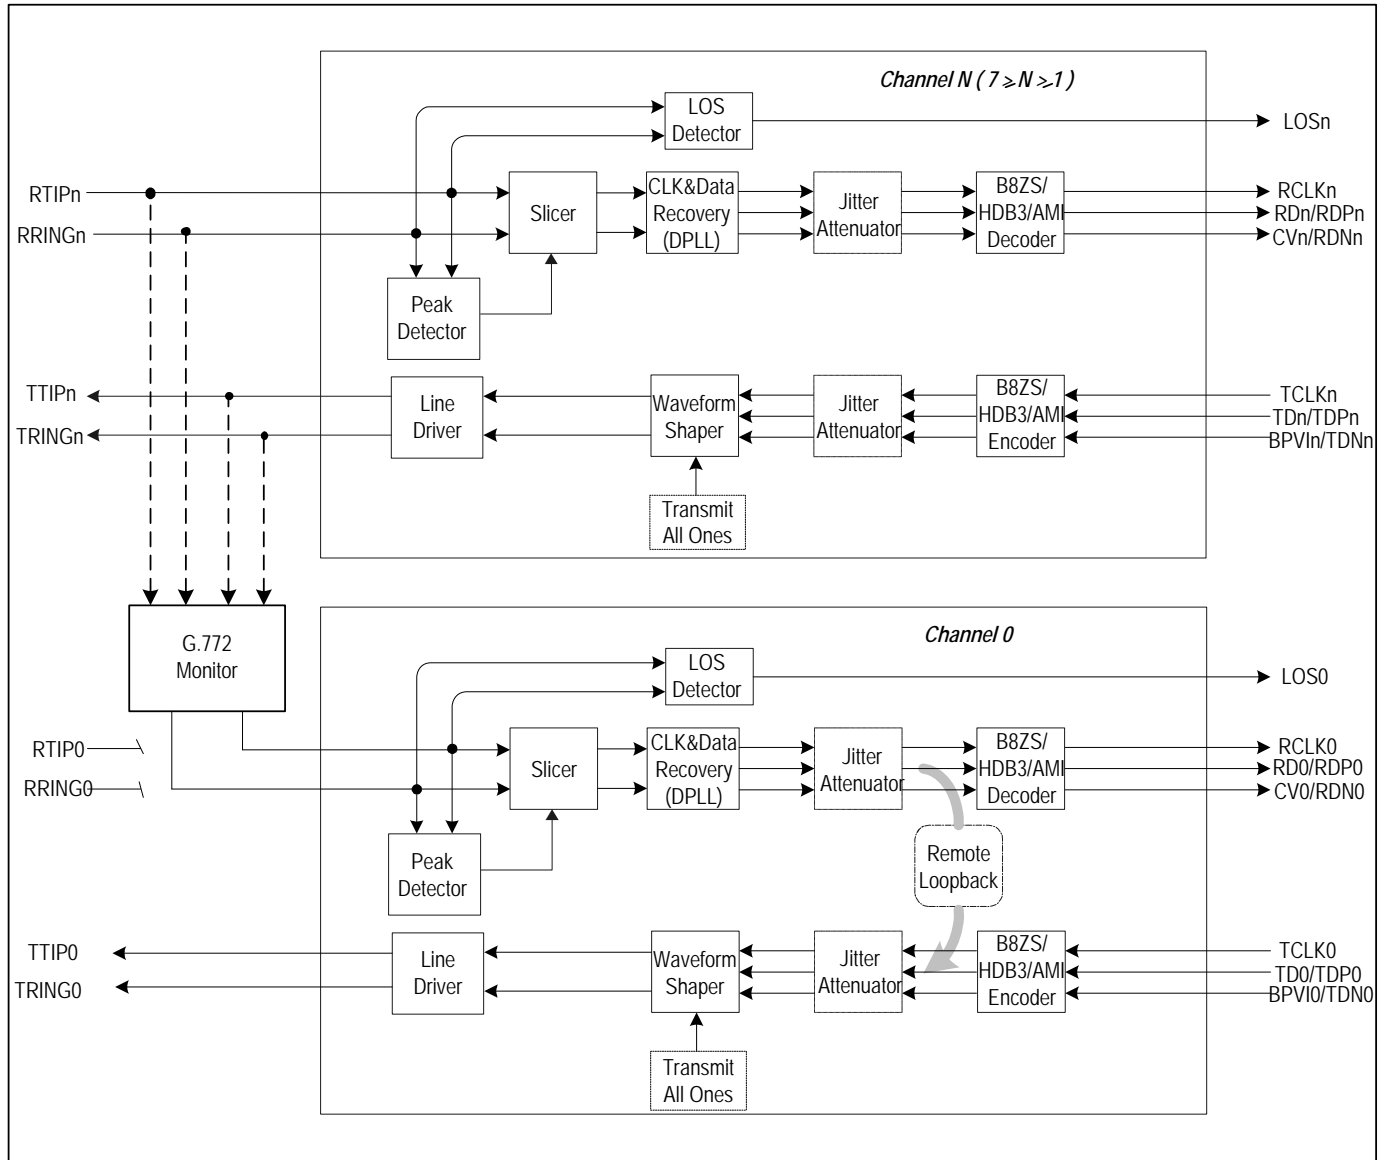 Channel N ( 7 ⩾ N ⩾ 1 )
LOS
Detector
LOSn
RTIPn
RRINGn
Slicer
CLK&Data
Recovery
(DPLL)
Jitter
Attenuator
B8ZS/
HDB3/AMI
Decoder
RCLKn
RDn/RDPn
CVn/RDNn
Peak
Detector
TTIPn
TRINGn
Line
Driver
Waveform
Shaper
Jitter
Attenuator
B8ZS/
HDB3/AMI
Encoder
TCLKn
TDn/TDPn
BPVIn/TDNn
Transmit
All Ones
G.772
Monitor
Channel 0
LOS
Detector
LOS0
RTIP0
RRING0
Slicer
CLK&Data
Recovery
(DPLL)
Jitter
Attenuator
B8ZS/
HDB3/AMI
Decoder
RCLK0
RD0/RDP0
CV0/RDN0
Peak
Detector
Remote
Loopback
TTIP0
TRING0
Line
Driver
Waveform
Shaper
Jitter
Attenuator
B8ZS/
HDB3/AMI
Encoder
TCLK0
TD0/TDP0
BPVI0/TDN0
Transmit
All Ones